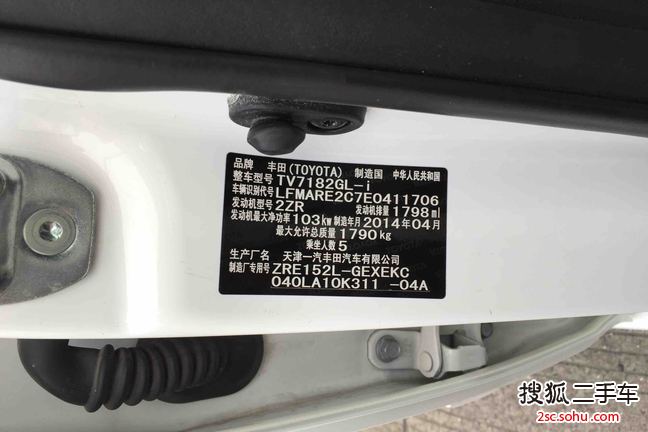 品牌 丰田(TOYOTA) 制造国 中华人民共和国
整车型号 TV7182GL-i
车辆识别代号 LFMARE2C7E0411706
发动机型号 2ZR 发动机排量 1798 ml
发动机最大净功率 103kw 制造年月 2014年04月
最大允许总质量 1790kg
乘坐人数 5
生产厂名 天津一汽丰田汽车有限公司
制造厂专用号 ZRE152L-GEXEKC
040LA10K311 -04A
搜狐二手车
2sc.sohu.com